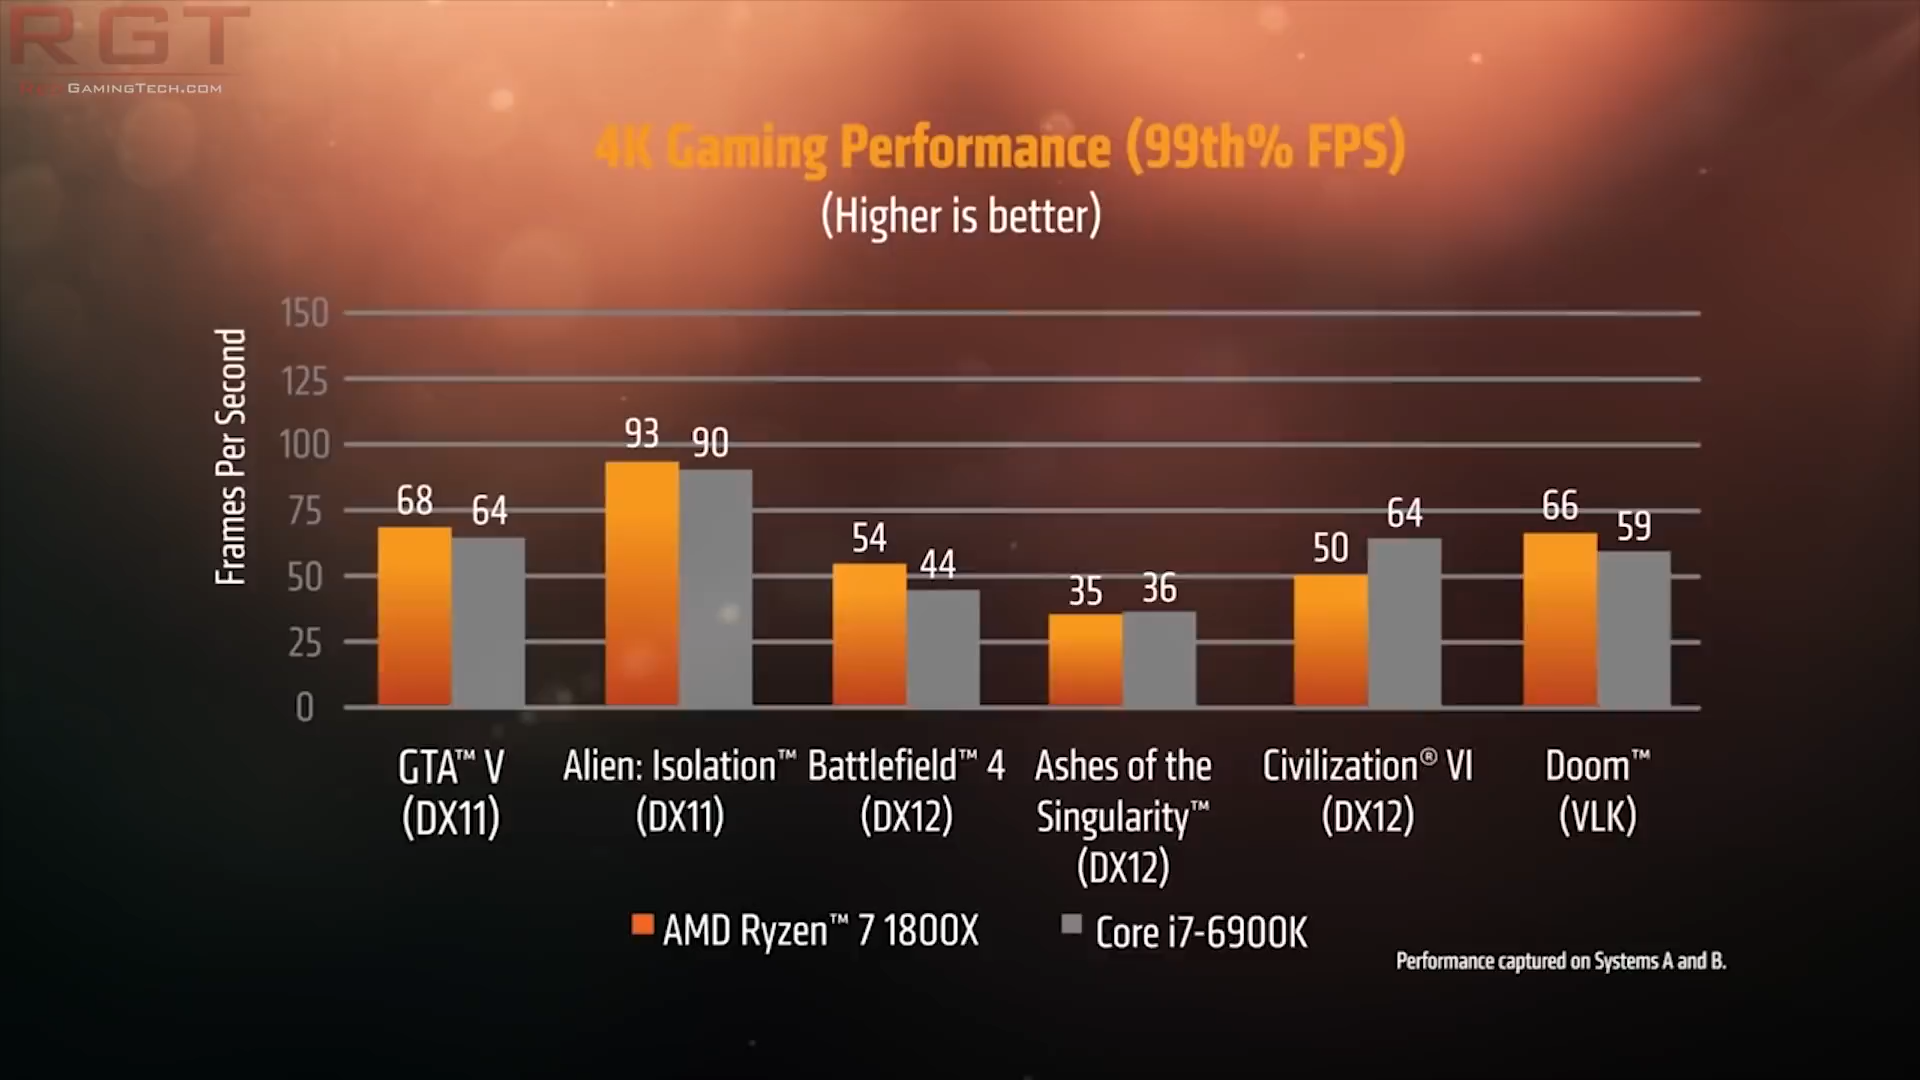 RGT
RedGamingTech.com
4K Gaming Performance (99th% FPS)
(Higher is better)
Frames Per Second
150
125
100
75
50
25
0
68
64
93
90
54
44
35
36
50
64
66
59
GTA™ V
(DX11)
Alien: Isolation™
(DX11)
Battlefield™ 4
(DX12)
Ashes of the
Singularity™
(DX12)
Civilization® VI
(DX12)
Doom™
(VLK)
AMD Ryzen™ 7 1800X
Core i7-6900K
Performance captured on Systems A and B.